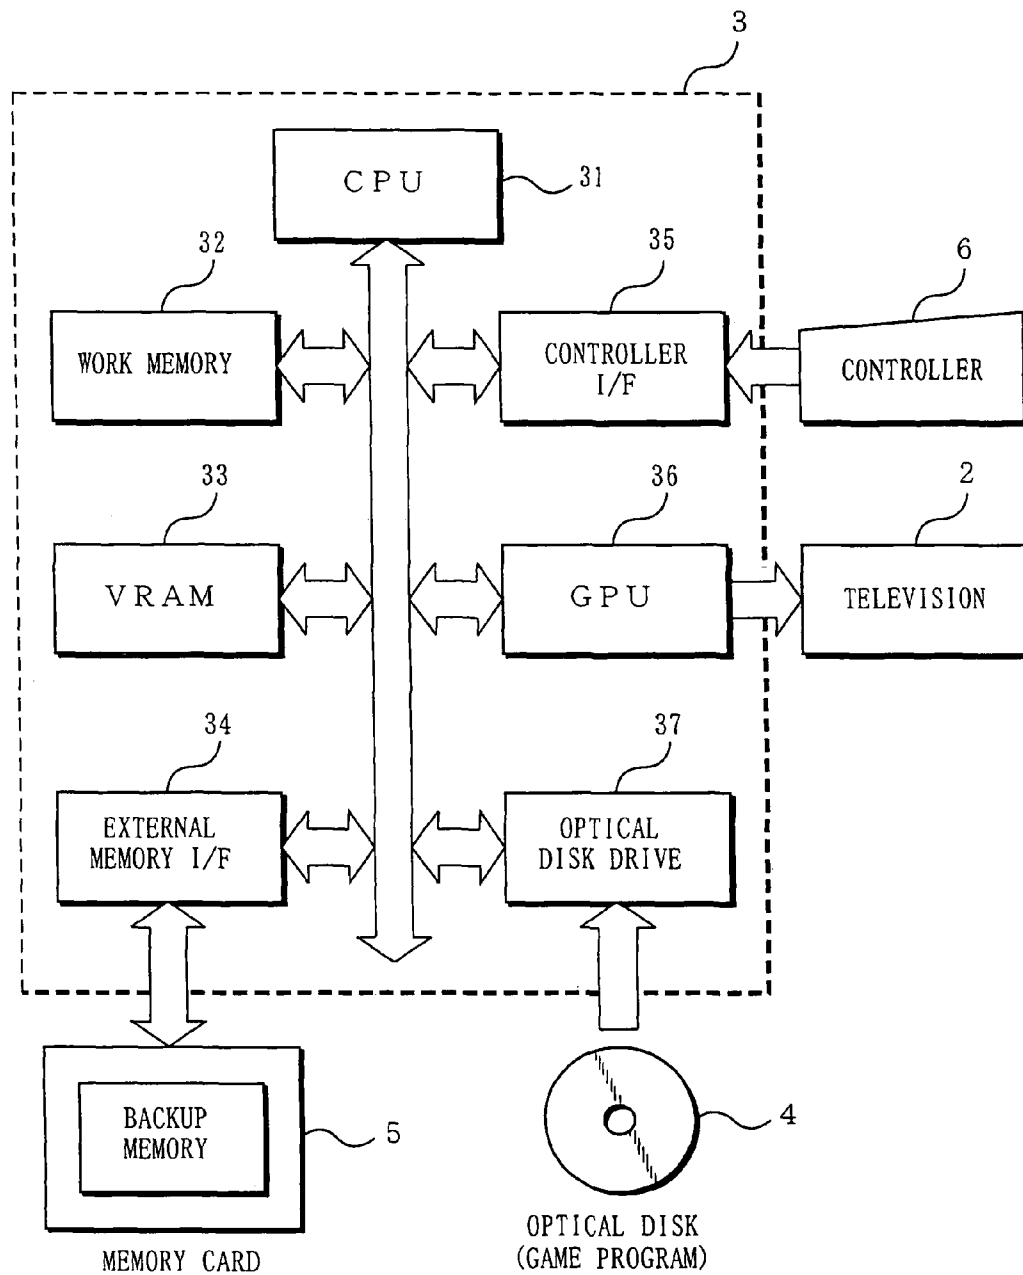 3
CPU
31
32
35
6
WORK MEMORY
CONTROLLER
I/F
CONTROLLER
33
36
2
VRAM
GPU
TELEVISION
34
37
EXTERNAL
MEMORY I/F
OPTICAL
DISK DRIVE
BACKUP
MEMORY
5
4
MEMORY CARD
OPTICAL DISK
(GAME PROGRAM)